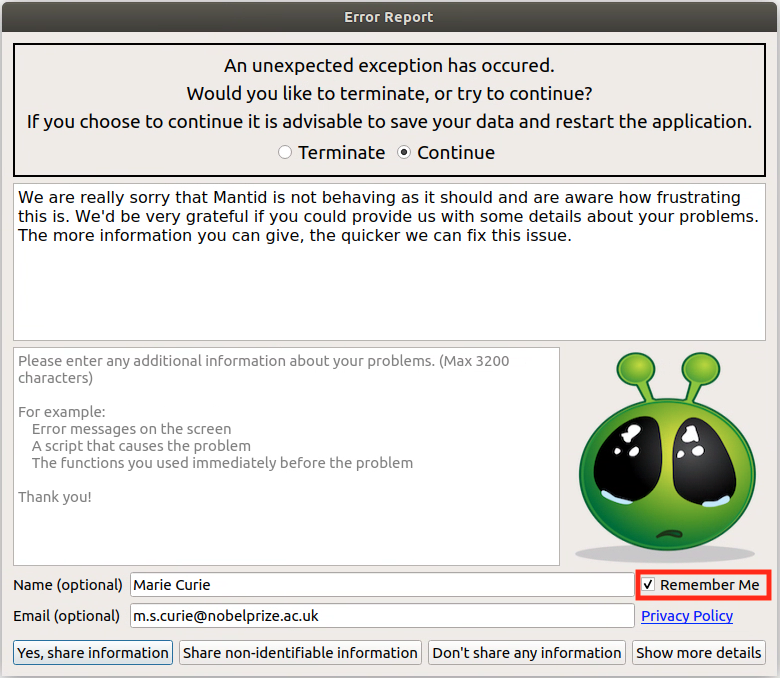 Error Report
An unexpected exception has occured.
Would you like to terminate, or try to continue?
If you choose to continue it is advisable to save your data and restart the application.
Terminate Continue
We are really sorry that Mantid is not behaving as it should and are aware how frustrating
this is. We'd be very grateful if you could provide us with some details about your problems.
The more information you can give, the quicker we can fix this issue.
Please enter any additional information about your problems. (Max 3200
characters)
For example:
Error messages on the screen
A script that causes the problem
The functions you used immediately before the problem
Thank you!
Name (optional) Marie Curie Remember Me
Email (optional) m.s.curie@nobelprize.ac.uk Privacy Policy
Yes, share information Share non-identifiable information Don't share any information Show more details